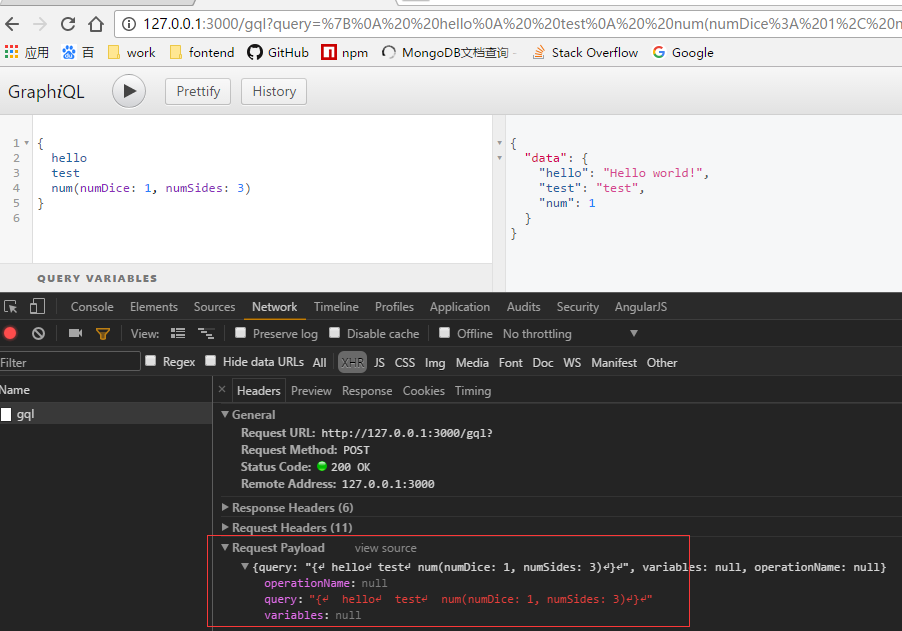 127.0.0.1:3000/gql?query=%7B%0A%20%20hello%0A%20%20test%0A%20%20num(numDice%3A%201%2C%20n
应用 百 work fontend GitHub npm MongoDB文档查询 - Stack Overflow Google
GraphiQL Prettify History
1 {
2 hello
3 test
4 num(numDice: 1, numSides: 3)
5 }
6
{
"data": {
"hello": "Hello world!",
"test": "test",
"num": 1
}
}
QUERY VARIABLES
Console Elements Sources Network Timeline Profiles Application Audits Security AngularJS
View: Preserve log Disable cache Offline No throttling
Filter Regex Hide data URLs All XHR JS CSS Img Media Font Doc WS Manifest Other
Name × Headers Preview Response Cookies Timing
gql
General
Request URL: http://127.0.0.1:3000/gql?
Request Method: POST
Status Code: 200 OK
Remote Address: 127.0.0.1:3000
Response Headers (6)
Request Headers (11)
Request Payload view source
{query: "{↵ hello↵ test↵ num(numDice: 1, numSides: 3)↵}↵", variables: null, operationName: null}
operationName: null
query: "{↵ hello↵ test↵ num(numDice: 1, numSides: 3)↵}↵"
variables: null